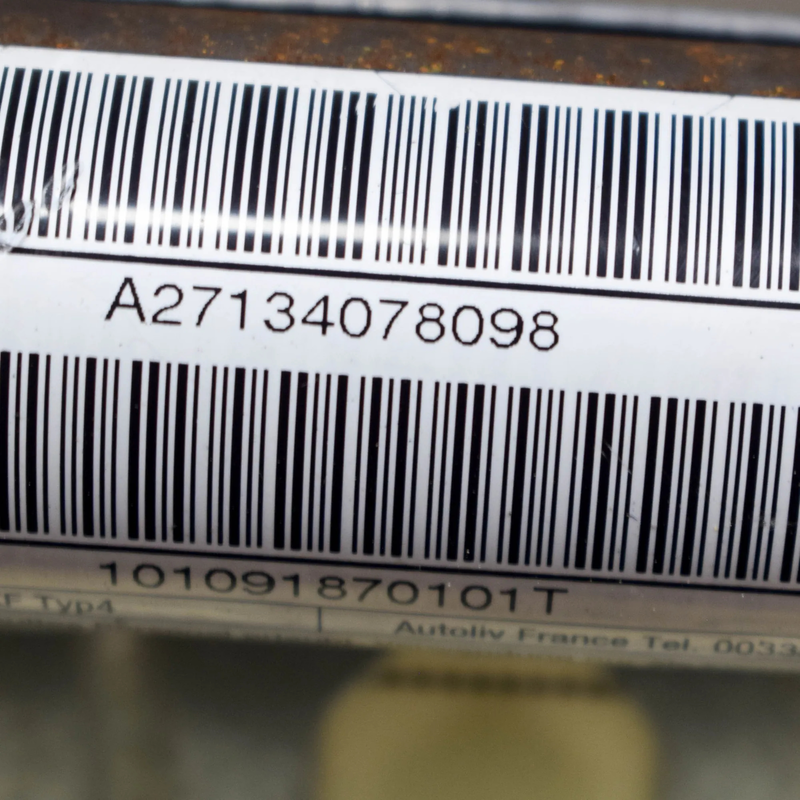 A27134078098
101091870101T
F Typ4
Autoliv France Tel. 0033